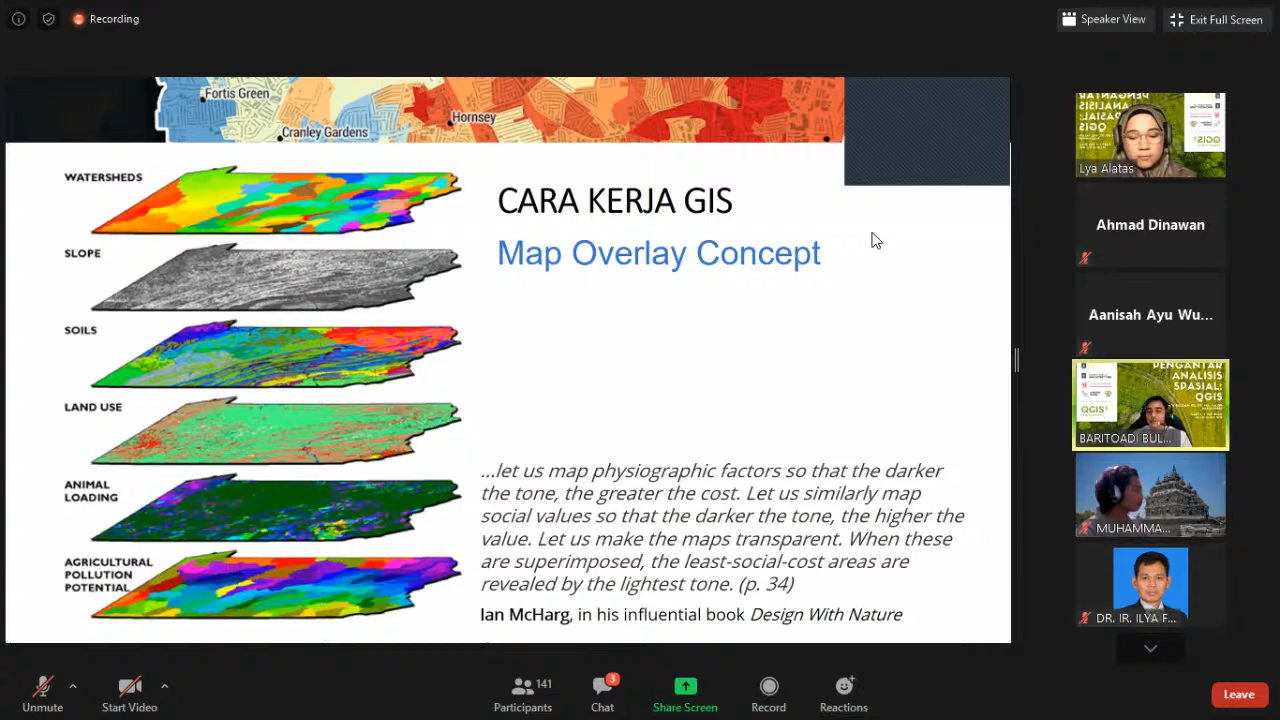 Recording
Speaker View
Exit Full Screen
Fortis Green
Cranley Gardens
Hornsey
WATERSHEDS
SLOPE
SOILS
LAND USE
ANIMAL
LOADING
AGRICULTURAL
POLLUTION
POTENTIAL
CARA KERJA GIS
Map Overlay Concept
...let us map physiographic factors so that the darker
the tone, the greater the cost. Let us similarly map
social values so that the darker the tone, the higher the
value. Let us make the maps transparent. When these
are superimposed, the least-social-cost areas are
revealed by the lightest tone. (p. 34)
Ian McHarg, in his influential book Design With Nature
Lya Alatas
Ahmad Dinawan
Aanisah Ayu Wu...
PENGANTAR
ANALISIS
SPASIAL:
QGIS
QGIS
BARITOADI BUL...
MUHAMMA...
DR. IR. ILYA F...
Unmute
Start Video
141
Participants
3
Chat
Share Screen
Record
Reactions
Leave